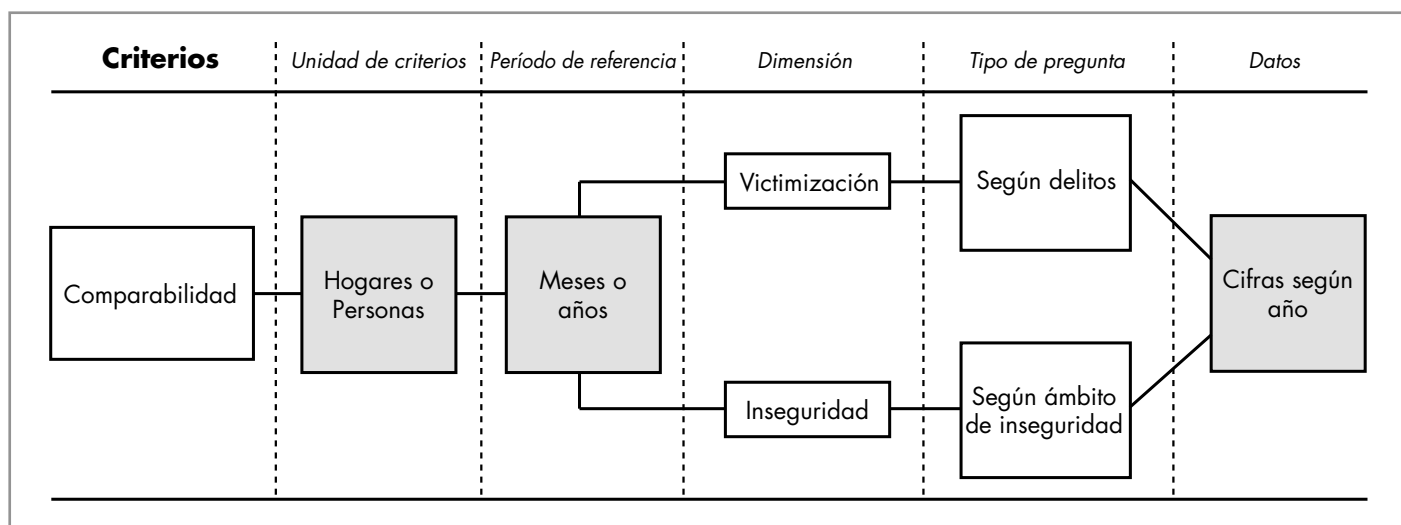 Criterios
Unidad de criterios
Período de referencia
Dimensión
Tipo de pregunta
Datos
Comparabilidad
Hogares o
Personas
Meses o
años
Victimización
Según delitos
Inseguridad
Según ámbito
de inseguridad
Cifras según
año